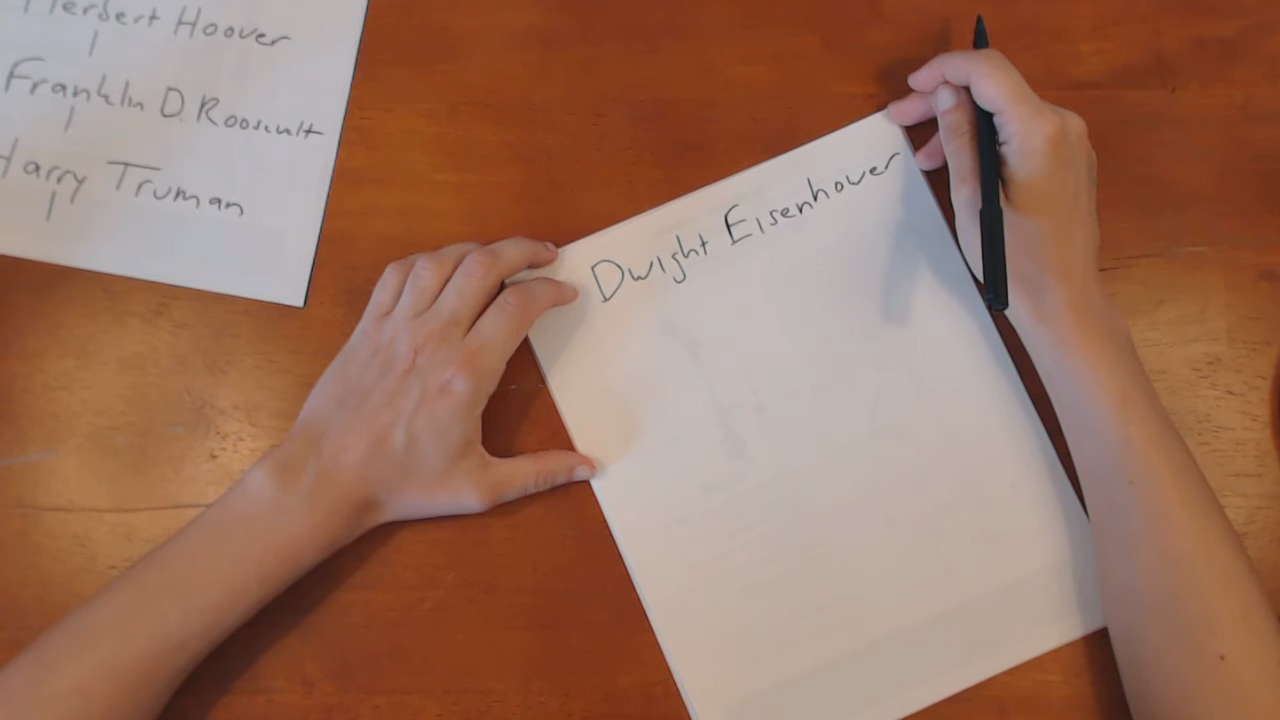 Herbert Hoover
Franklin D. Roosevelt
Harry Truman
Dwight Eisenhover